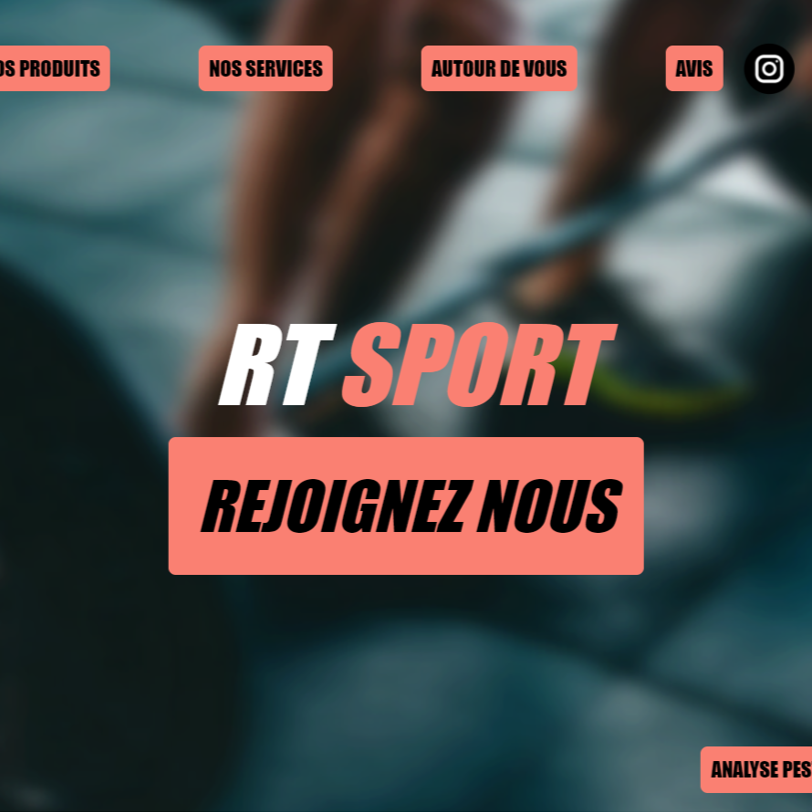 OS PRODUITS NOS SERVICES AUTOUR DE VOUS AVIS
RT SPORT
REJOIGNEZ NOUS
ANALYSE PES